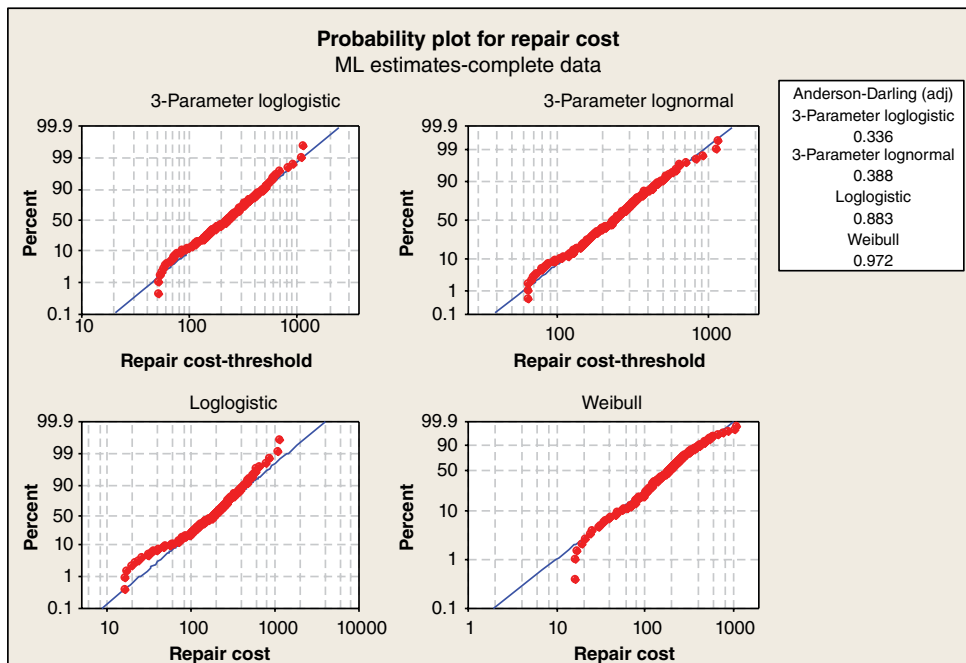 Probability plot for repair cost
ML estimates-complete data
3-Parameter loglogistic
99.9
99
90
50
10
1
0.1
Percent
10 100 1000
Repair cost-threshold
3-Parameter lognormal
99.9
99
90
50
10
1
0.1
Percent
100 1000
Repair cost-threshold
Anderson-Darling (adj)
3-Parameter loglogistic
0.336
3-Parameter lognormal
0.388
Loglogistic
0.883
Weibull
0.972
Loglogistic
99.9
99
90
50
10
1
0.1
Percent
10 100 1000 10000
Repair cost
Weibull
99.9
90
50
10
1
0.1
Percent
1 10 100 1000
Repair cost